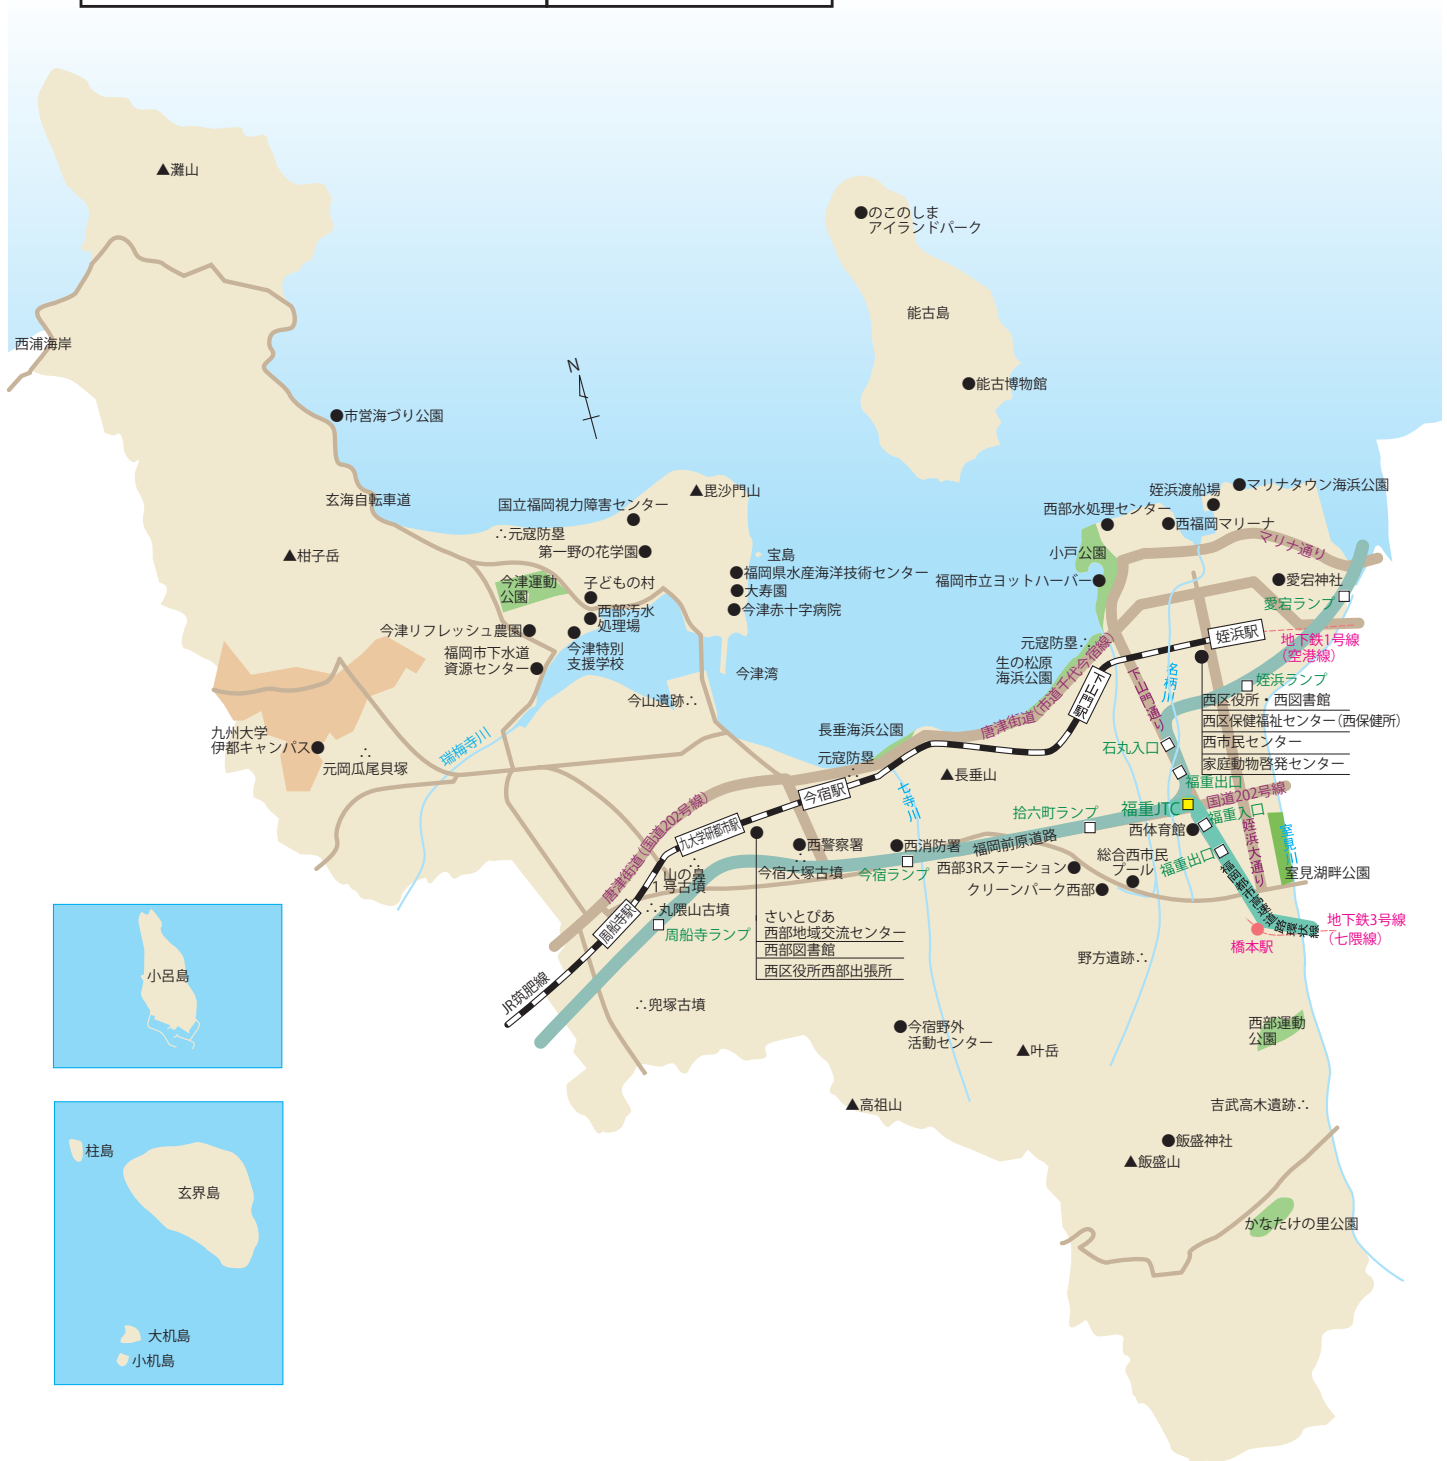 ▲灘山
●のこのしま
アイランドパーク
能古島
西浦海岸
N
●能古博物館
●市営海づり公園
玄海自転車道
▲毘沙門山
国立福岡視力障害センター
∴元寇防塁
第一野の花学園●
▲柑子岳
今津運動
公園
子どもの村
西部汚水
処理場
宝島
●福岡県水産海洋技術センター
●大寿園
●今津赤十字病院
今津リフレッシュ農園●
福岡市下水道
資源センター●
今津特別
支援学校
今津湾
今山遺跡∴
九州大学
伊都キャンパス●
∴
元岡瓜尾貝塚
瑞梅寺川
姪浜渡船場
●マリナタウン海浜公園
西部水処理センター
●西福岡マリーナ
小戸公園
マリナ通り
福岡市立ヨットハーバー●
●愛宕神社
愛宕ランプ
元寇防塁∴
生の松原
海浜公園
唐津街道(市道千代今宿線)
下山門駅
下山門通り
名柄川
姪浜駅
地下鉄1号線
(空港線)
姪浜ランプ
西区役所・西図書館
西区保健福祉センター(西保健所)
西市民センター
家庭動物啓発センター
長垂海浜公園
元寇防塁
∴
▲長垂山
七寺川
石丸入口
福重出口
福重JTC
国道202号線
福重入口
拾六町ランプ
西体育館●
姪浜大通り
室見川
福重出口
室見湖畔公園
今宿駅
九大学研都市駅
唐津街道(国道202号線)
●西警察署
∴
今宿大塚古墳
●西消防署
今宿ランプ
福岡前原道路
西部3Rステーション●
クリーンパーク西部●
総合西市民
プール
福岡都市高速道路環状線
地下鉄3号線
(七隈線)
橋本駅
∴
山の鼻
1号古墳
∴丸隈山古墳
周船寺駅
周船寺ランプ
さいとぴあ
西部地域交流センター
西部図書館
西区役所西部出張所
JR筑肥線
野方遺跡∴
∴兜塚古墳
●今宿野外
活動センター
▲叶岳
西部運動
公園
▲高祖山
吉武高木遺跡∴
●飯盛神社
▲飯盛山
かなたけの里公園
小呂島
柱島
玄界島
大机島
小机島